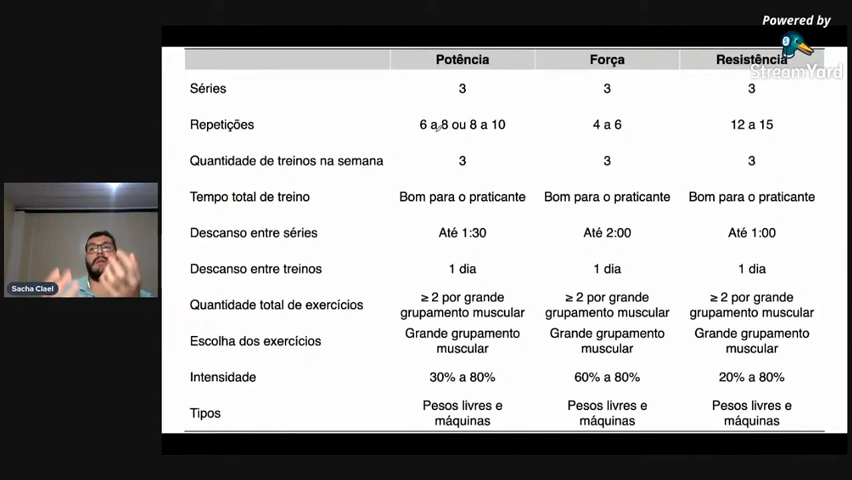 Powered by
StreamYard
Potência Força Resistência
Séries 3 3 3
Repetições 6 a 8 ou 8 a 10 4 a 6 12 a 15
Quantidade de treinos na semana 3 3 3
Tempo total de treino Bom para o praticante Bom para o praticante Bom para o praticante
Descanso entre séries Até 1:30 Até 2:00 Até 1:00
Descanso entre treinos 1 dia 1 dia 1 dia
Quantidade total de exercícios ≥ 2 por grande grupamento muscular ≥ 2 por grande grupamento muscular ≥ 2 por grande grupamento muscular
Escolha dos exercícios Grande grupamento muscular Grande grupamento muscular Grande grupamento muscular
Intensidade 30% a 80% 60% a 80% 20% a 80%
Tipos Pesos livres e máquinas Pesos livres e máquinas Pesos livres e máquinas
Sacha Clael